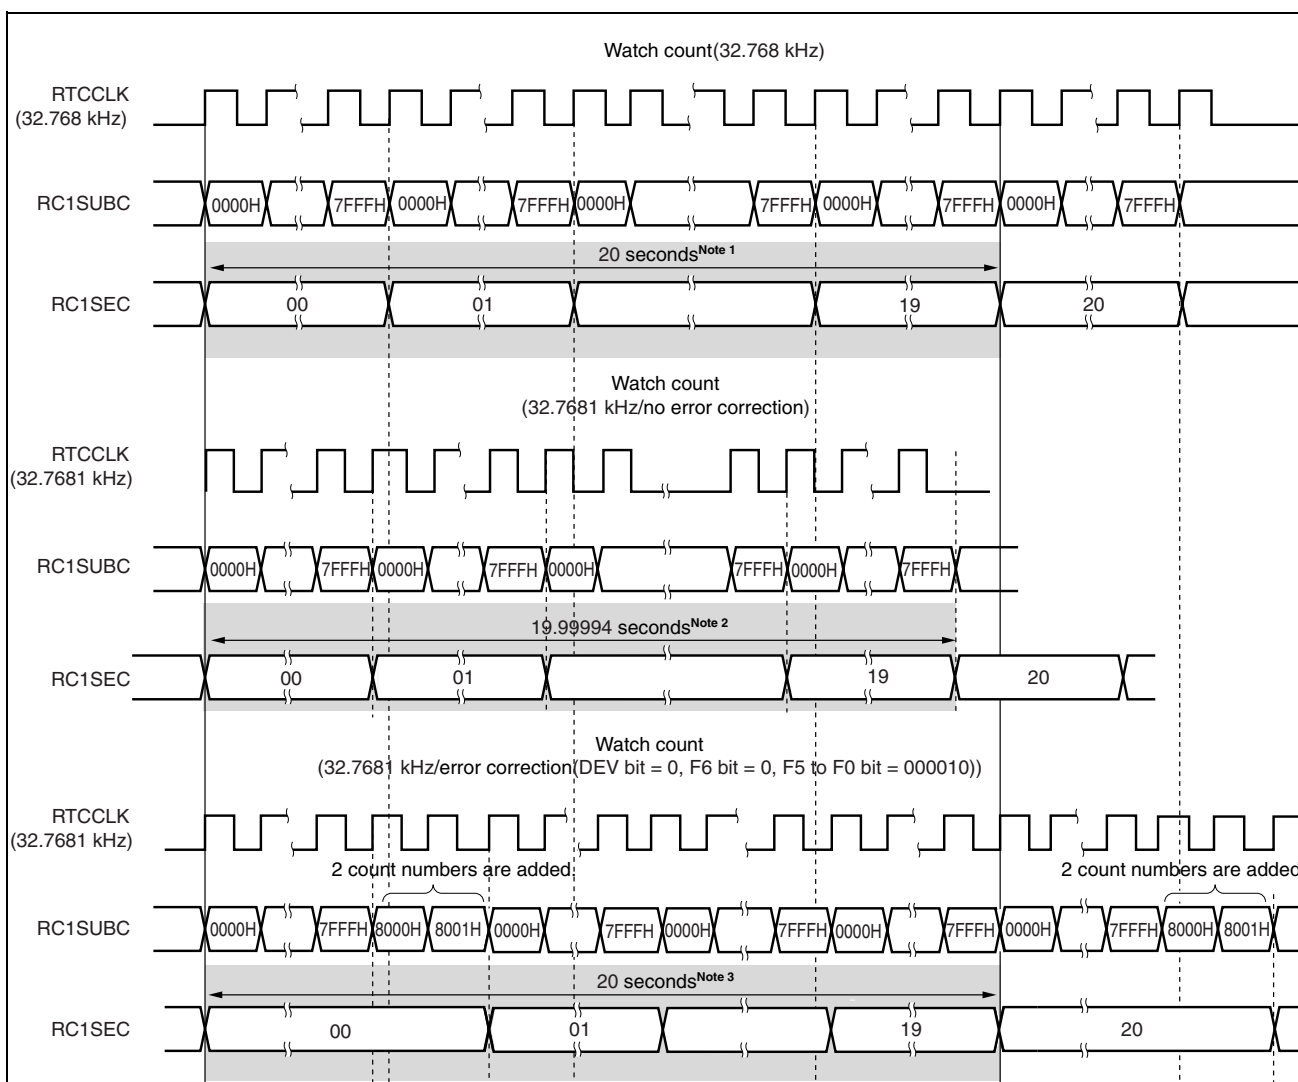 Watch count(32.768 kHz)
RTCCLK
(32.768 kHz)
RC1SUBC
0000H 7FFFH 0000H 7FFFH 0000H 7FFFH 0000H 7FFFH 0000H 7FFFH
20 seconds Note 1
RC1SEC
00 01 19 20
Watch count
(32.7681 kHz/no error correction)
RTCCLK
(32.7681 kHz)
RC1SUBC
0000H 7FFFH 0000H 7FFFH 0000H 7FFFH 0000H 7FFFH
19.99994 seconds Note 2
RC1SEC
00 01 19 20
Watch count
(32.7681 kHz/error correction(DEV bit = 0, F6 bit = 0, F5 to F0 bit = 000010))
RTCCLK
(32.7681 kHz)
2 count numbers are added. 2 count numbers are added
RC1SUBC
0000H 7FFFH 8000H 8001H 0000H 7FFFH 0000H 7FFFH 0000H 7FFFH 0000H 7FFFH 8000H 8001H
20 seconds Note 3
RC1SEC
00 01 19 20